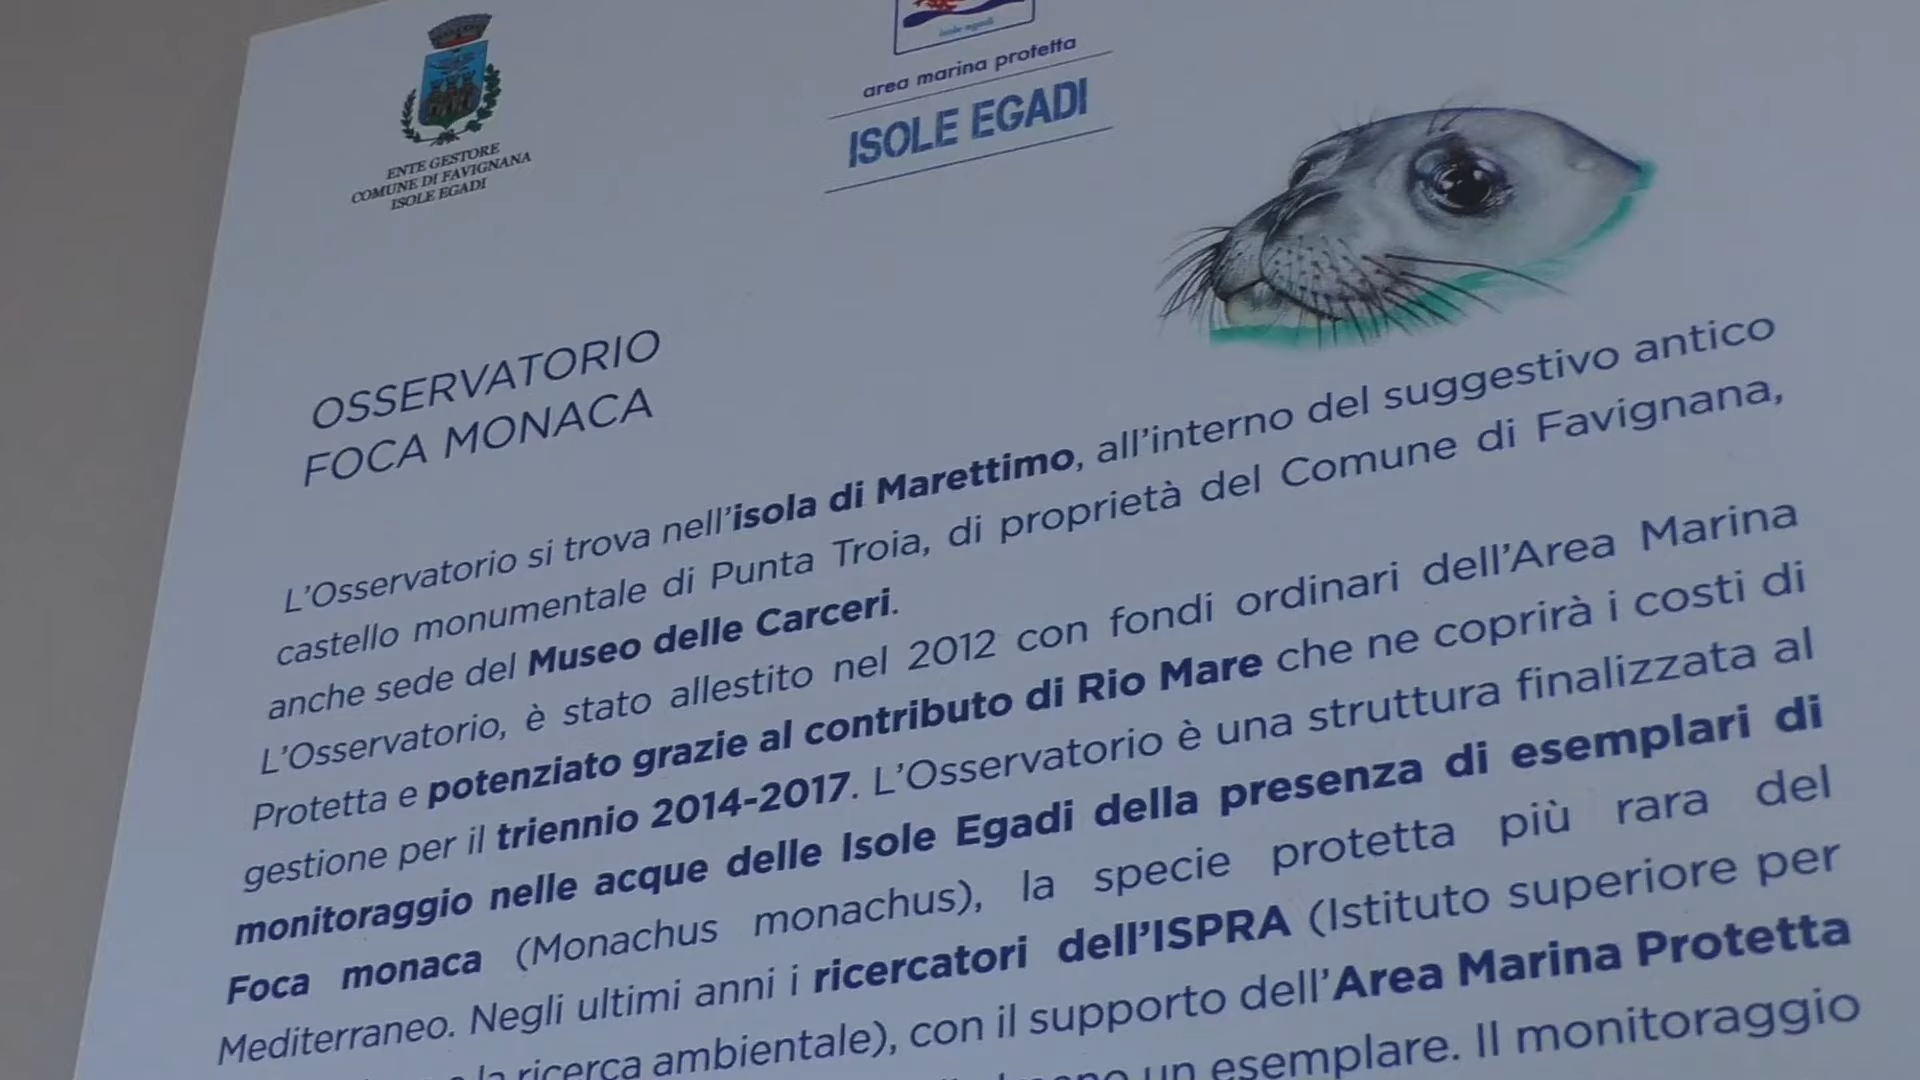 ENTE GESTORE
COMUNE DI FAVIGNANA
ISOLE EGADI
isole egadi
area marina protetta
ISOLE EGADI
OSSERVATORIO
FOCA MONACA
L'Osservatorio si trova nell'isola di Marettimo, all'interno del suggestivo antico
castello monumentale di Punta Troia, di proprietà del Comune di Favignana,
anche sede del Museo delle Carceri.
L'Osservatorio, è stato allestito nel 2012 con fondi ordinari dell'Area Marina
Protetta e potenziato grazie al contributo di Rio Mare che ne coprirà i costi di
gestione per il triennio 2014-2017. L'Osservatorio è una struttura finalizzata al
monitoraggio nelle acque delle Isole Egadi della presenza di esemplari di
Foca monaca (Monachus monachus), la specie protetta più rara del
Mediterraneo. Negli ultimi anni i ricercatori dell'ISPRA (Istituto superiore per
la ricerca ambientale), con il supporto dell'Area Marina Protetta
un esemplare. Il monitoraggio